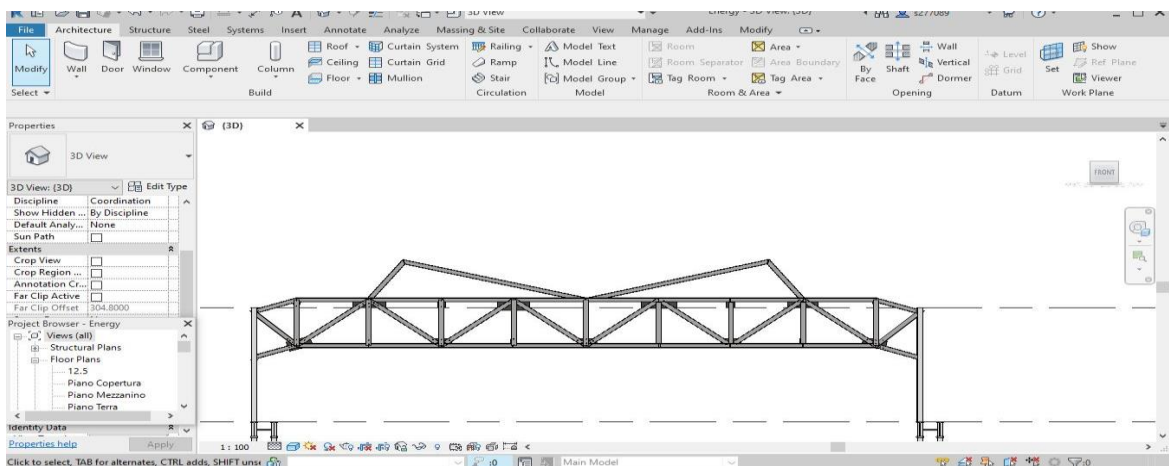 3D View
Energy - 3D View: {3D}
s277089
File Architecture Structure Steel Systems Insert Annotate Analyze Massing & Site Collaborate View Manage Add-Ins Modify
Modify Wall Door Window Component Column
Roof Curtain System Railing Model Text Room Area Wall Level Show
Ceiling Curtain Grid Ramp Model Line Room Separator Area Boundary By Face Shaft Vertical Grid Set Ref Plane
Floor Mullion Stair Model Group Tag Room Tag Area Dormer Viewer
Select Build Circulation Model Room & Area Opening Datum Work Plane
Properties
{3D}
3D View
FRONT
3D View: {3D} Edit Type
Discipline Coordination
Show Hidden ... By Discipline
Default Analy... None
Sun Path
Extents
Crop View
Crop Region ...
Annotation Cr...
Far Clip Active
Far Clip Offset 304.8000
Project Browser - Energy
Views (all)
Structural Plans
Floor Plans
12.5
Piano Copertura
Piano Mezzanino
Piano Terra
Identity Data
Properties help Apply
1 : 100
Click to select, TAB for alternates, CTRL adds, SHIFT unse
:0 Main Model :0